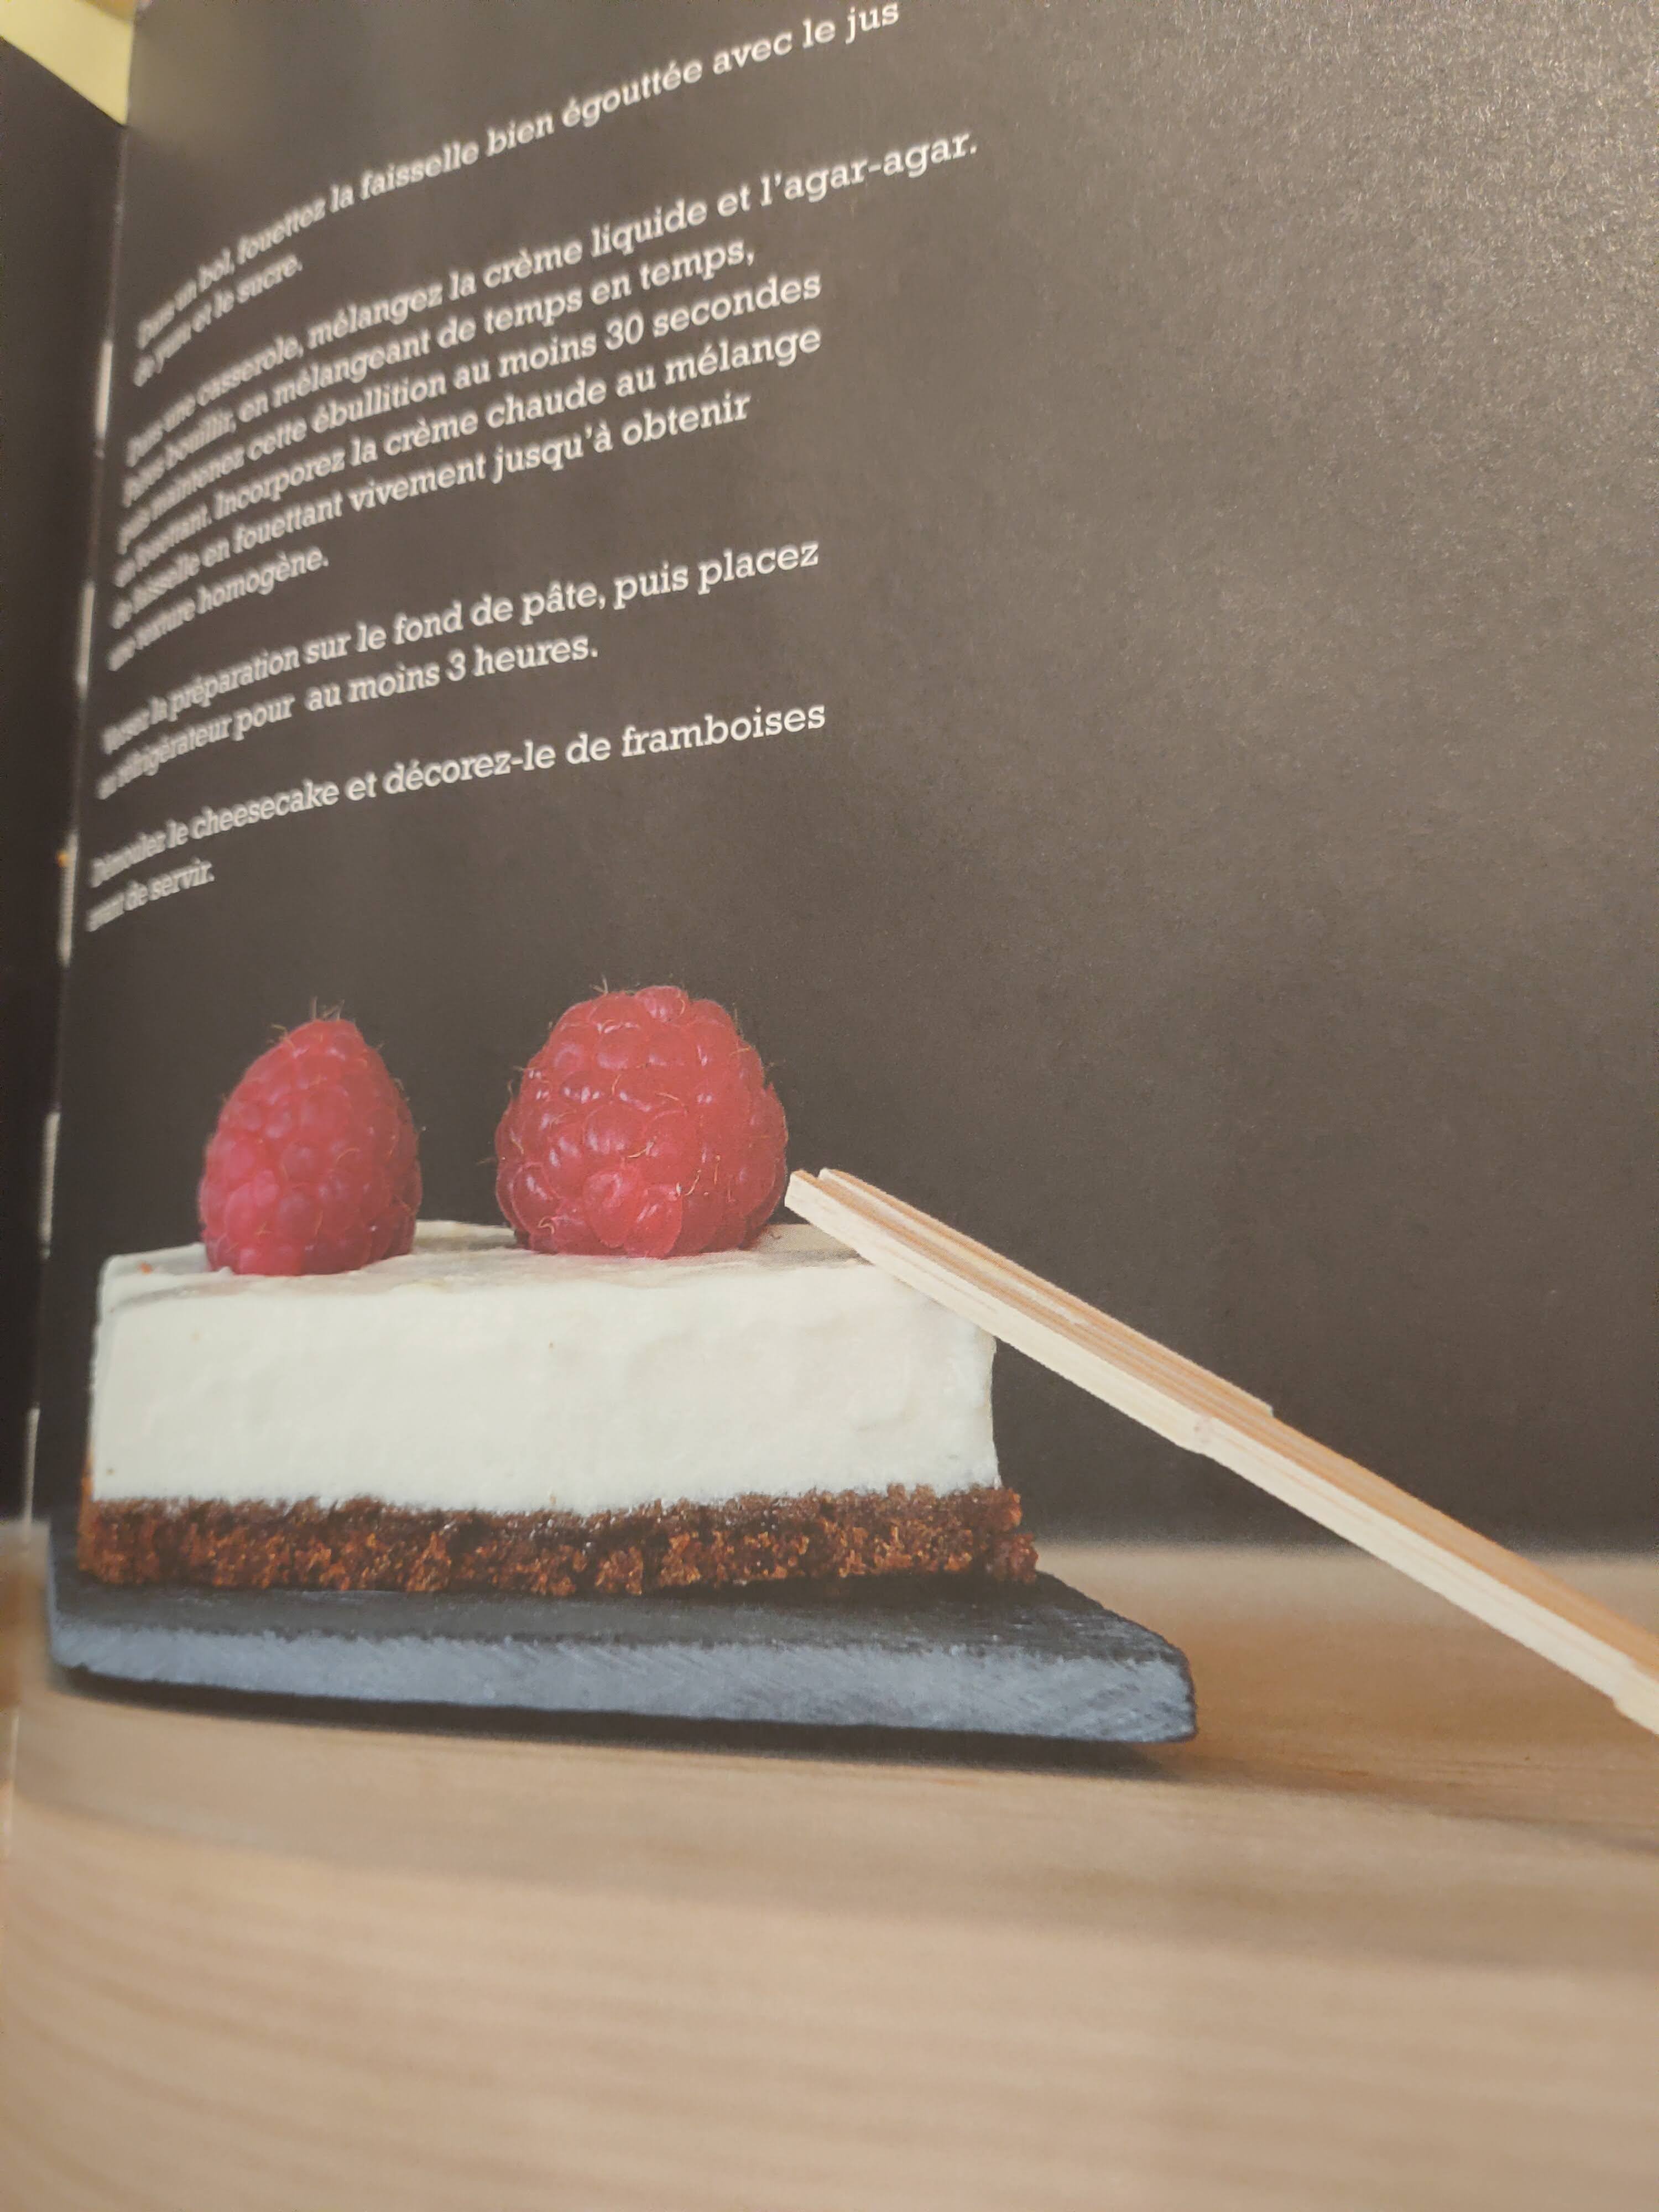 Dans un bol, fouettez la faisselle bien égouttée avec le jus
de yuzu et le sucre.
Dans une casserole, mélangez la crème liquide et l'agar-agar.
Faites bouillir, en mélangeant de temps en temps,
puis maintenez cette ébullition au moins 30 secondes
en fouettant. Incorporez la crème chaude au mélange
de faisselle en fouettant vivement jusqu'à obtenir
une texture homogène.
Versez la préparation sur le fond de pâte, puis placez
au réfrigérateur pour au moins 3 heures.
Démoulez le cheesecake et décorez-le de framboises
avant de servir.